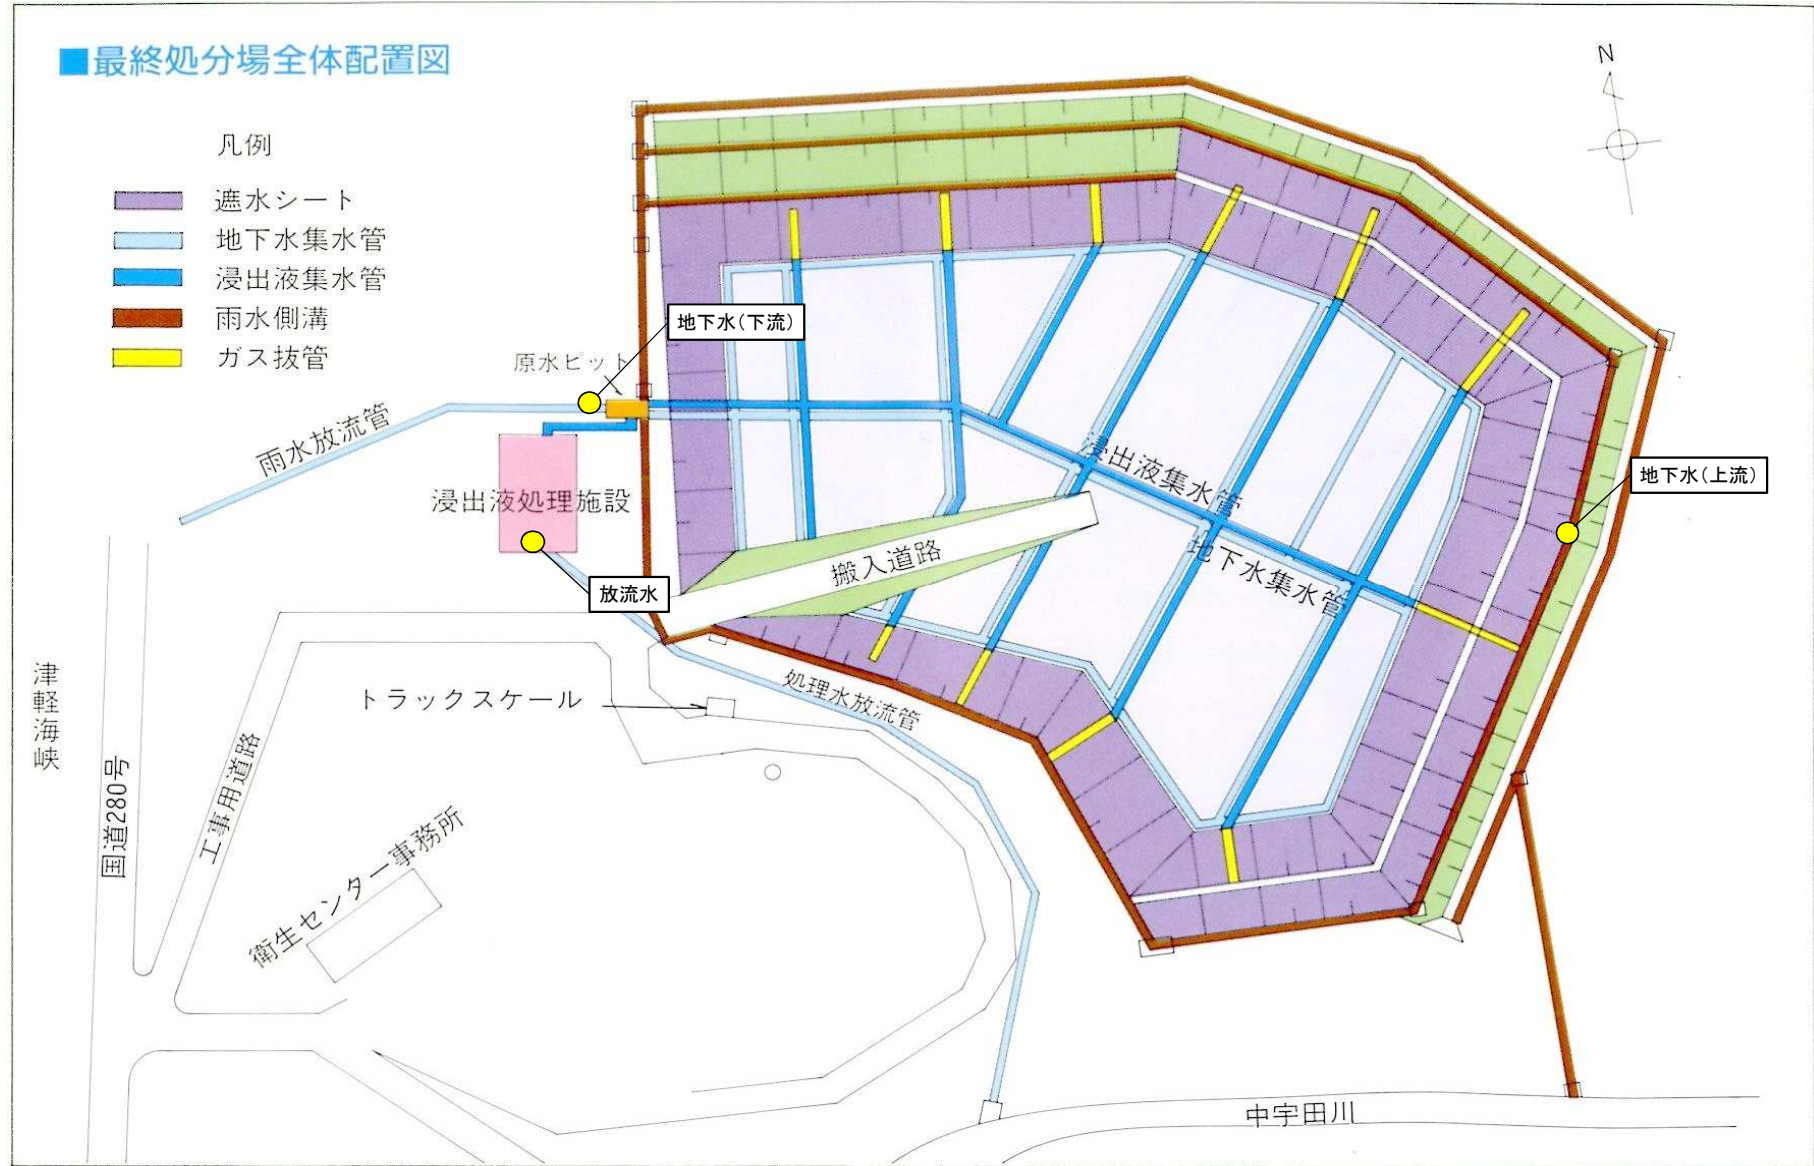 ■最終処分場全体配置図
N
凡例
遮水シート
地下水集水管
浸出液集水管
雨水側溝
ガス抜管
地下水(下流)
原水ピット
雨水放流管
浸出液処理施設
放流水
搬入道路
浸出液集水管
地下水集水管
地下水(上流)
処理水放流管
トラックスケール
津軽海峡
国道280号
工事用道路
衛生センター事務所
中宇田川